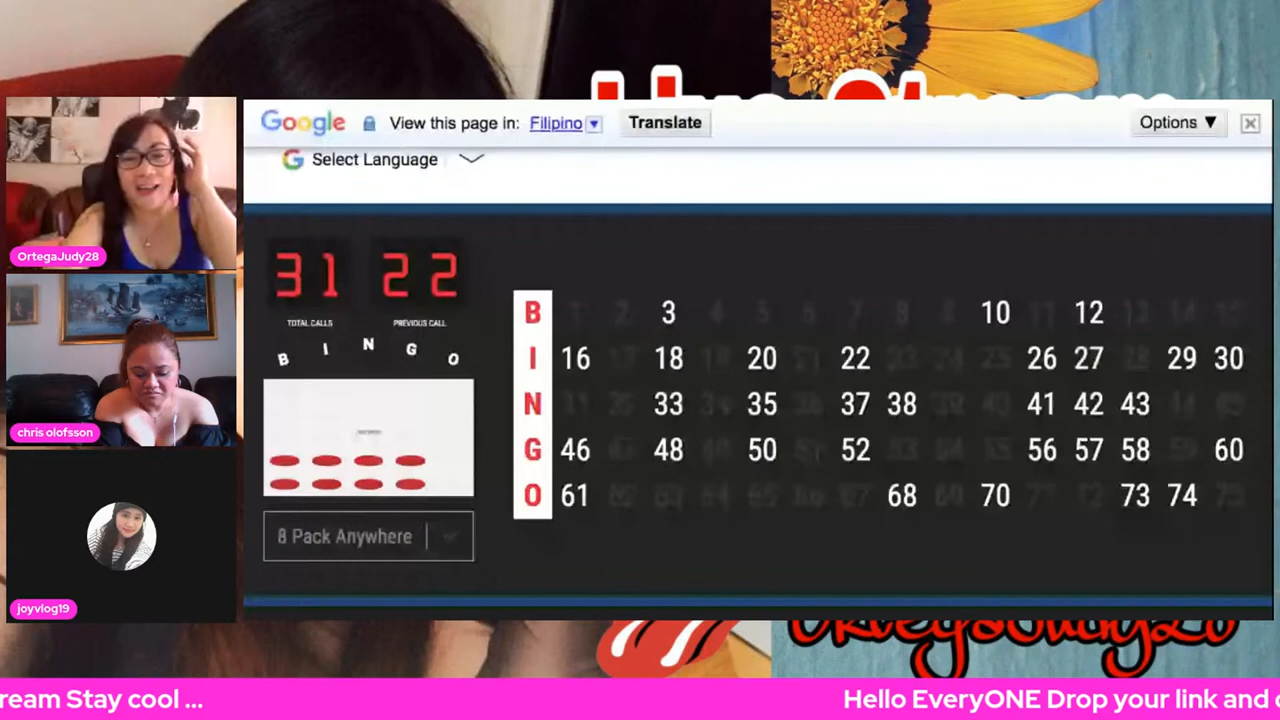 Google View this page in: Filipino Translate Options ▼
Select Language
31 22
TOTAL CALLS PREVIOUS CALL
B I N G O
8 Pack Anywhere
B 3 10 12
I 16 18 20 22 26 27 29 30
N 33 35 37 38 41 42 43
G 46 48 50 52 56 57 58 60
O 61 68 70 73 74
OrtegaJudy28
chris olofsson
joyvlog19
ream Stay cool ... Hello EveryONE Drop your link and